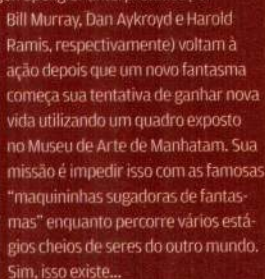 Bill Murray, Dan Aykroyd e Harold
Ramis, respectivamente) voltam à
ação depois que um novo fantasma
começa sua tentativa de ganhar nova
vida utilizando um quadro exposto
no Museu de Arte de Manhatam. Sua
missão é impedir isso com as famosas
"maquininhas sugadoras de fantas-
mas" enquanto percorre vários está-
gios cheios de seres do outro mundo.
Sim, isso existe...